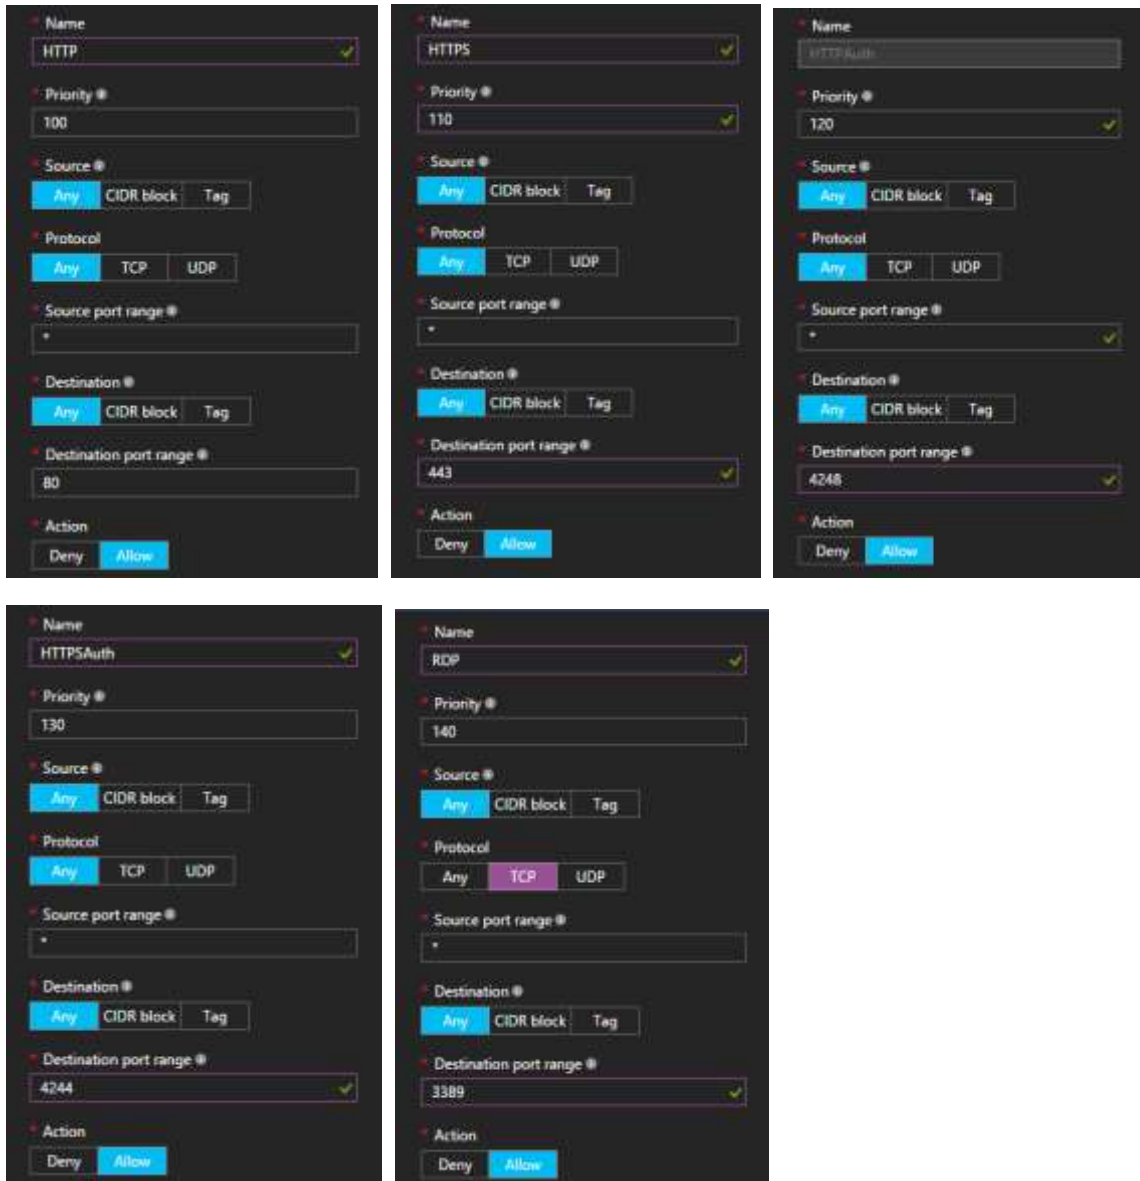 * Name
HTTP
* Priority
100
* Source
Any CIDR block Tag
* Protocol
Any TCP UDP
* Source port range
*
* Destination
Any CIDR block Tag
* Destination port range
80
* Action
Deny Allow
* Name
HTTPS
* Priority
110
* Source
Any CIDR block Tag
* Protocol
Any TCP UDP
* Source port range
*
* Destination
Any CIDR block Tag
* Destination port range
443
* Action
Deny Allow
* Name
HTTPAuth
* Priority
120
* Source
Any CIDR block Tag
* Protocol
Any TCP UDP
* Source port range
*
* Destination
Any CIDR block Tag
* Destination port range
4248
* Action
Deny Allow
* Name
HTTPSAuth
* Priority
130
* Source
Any CIDR block Tag
* Protocol
Any TCP UDP
* Source port range
*
* Destination
Any CIDR block Tag
* Destination port range
4244
* Action
Deny Allow
* Name
RDP
* Priority
140
* Source
Any CIDR block Tag
* Protocol
Any TCP UDP
* Source port range
*
* Destination
Any CIDR block Tag
* Destination port range
3389
* Action
Deny Allow